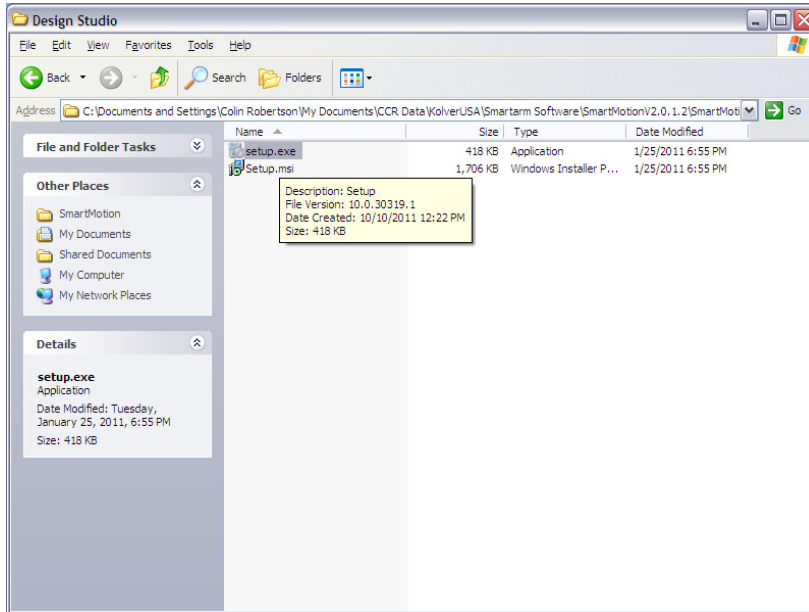 Design Studio
File Edit View Favorites Tools Help
Back Search Folders
Address C:\Documents and Settings\Colin Robertson\My Documents\CCR Data\KolverUSA\Smartarm Software\SmartMotionV2.0.1.2\SmartMoti Go
Name Size Type Date Modified
File and Folder Tasks
setup.exe 418 KB Application 1/25/2011 6:55 PM
Setup.msi 1,706 KB Windows Installer P... 1/25/2011 6:55 PM
Description: Setup
File Version: 10.0.30319.1
Date Created: 10/10/2011 12:22 PM
Size: 418 KB
Other Places
SmartMotion
My Documents
Shared Documents
My Computer
My Network Places
Details
setup.exe
Application
Date Modified: Tuesday,
January 25, 2011, 6:55 PM
Size: 418 KB